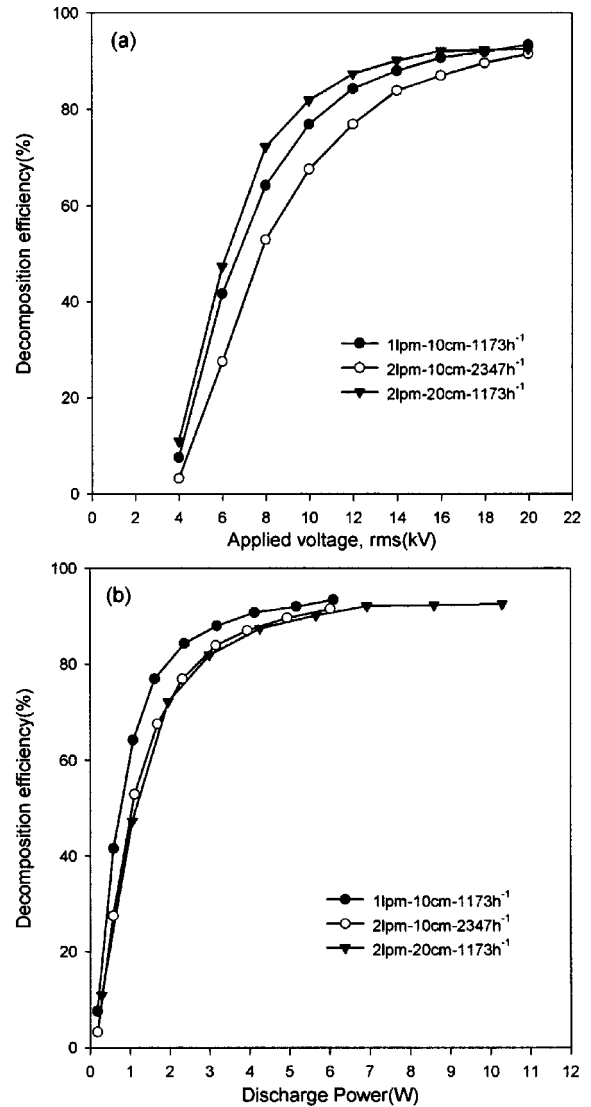 (a)
Decomposition efficiency(%)
100
80
60
40
20
0
1lpm-10cm-1173h⁻¹
2lpm-10cm-2347h⁻¹
2lpm-20cm-1173h⁻¹
0 2 4 6 8 10 12 14 16 18 20 22
Applied voltage, rms(kV)
(b)
Decomposition efficiency(%)
100
80
60
40
20
0
1lpm-10cm-1173h⁻¹
2lpm-10cm-2347h⁻¹
2lpm-20cm-1173h⁻¹
0 1 2 3 4 5 6 7 8 9 10 11 12
Discharge Power(W)